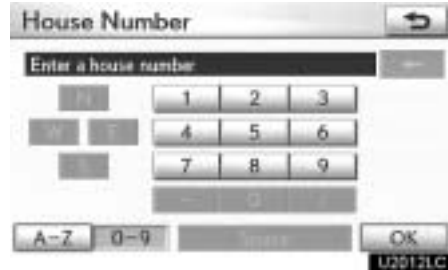 House Number
Enter a house number
N 1 2 3
W E 4 5 6
S 7 8 9
- 0 /
A-Z 0-9 Space OK
U2012LC